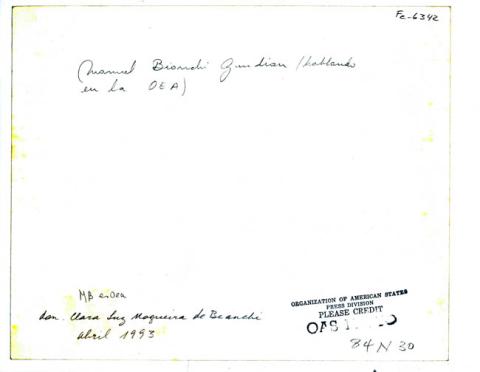 Fc-6342
Manuel Bianchi Gundian (hablando
en la OEA)
MB en Oea
don. Clara Luz Nogueira de Bianchi
abril 1993
ORGANIZATION OF AMERICAN STATES
PRESS DIVISION
PLEASE CREDIT
OAS
84 N 30